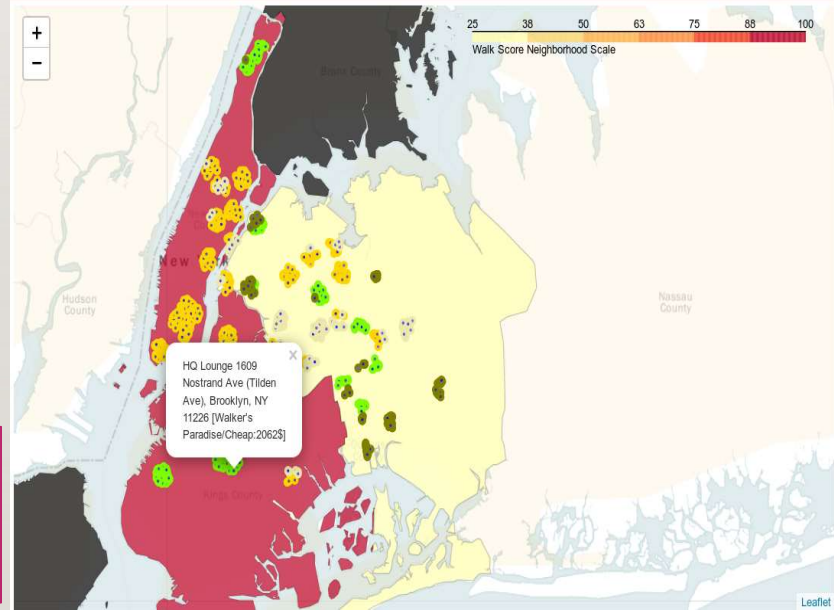 +
−
25 38 50 63 75 88 100
Walk Score Neighborhood Scale
Bronx County
New
Hudson
County
Nassau
County
HQ Lounge 1609
Nostrand Ave (Tilden
Ave), Brooklyn, NY
11226 [Walker's
Paradise/Cheap:2062$]
×
Kings County
Leaflet